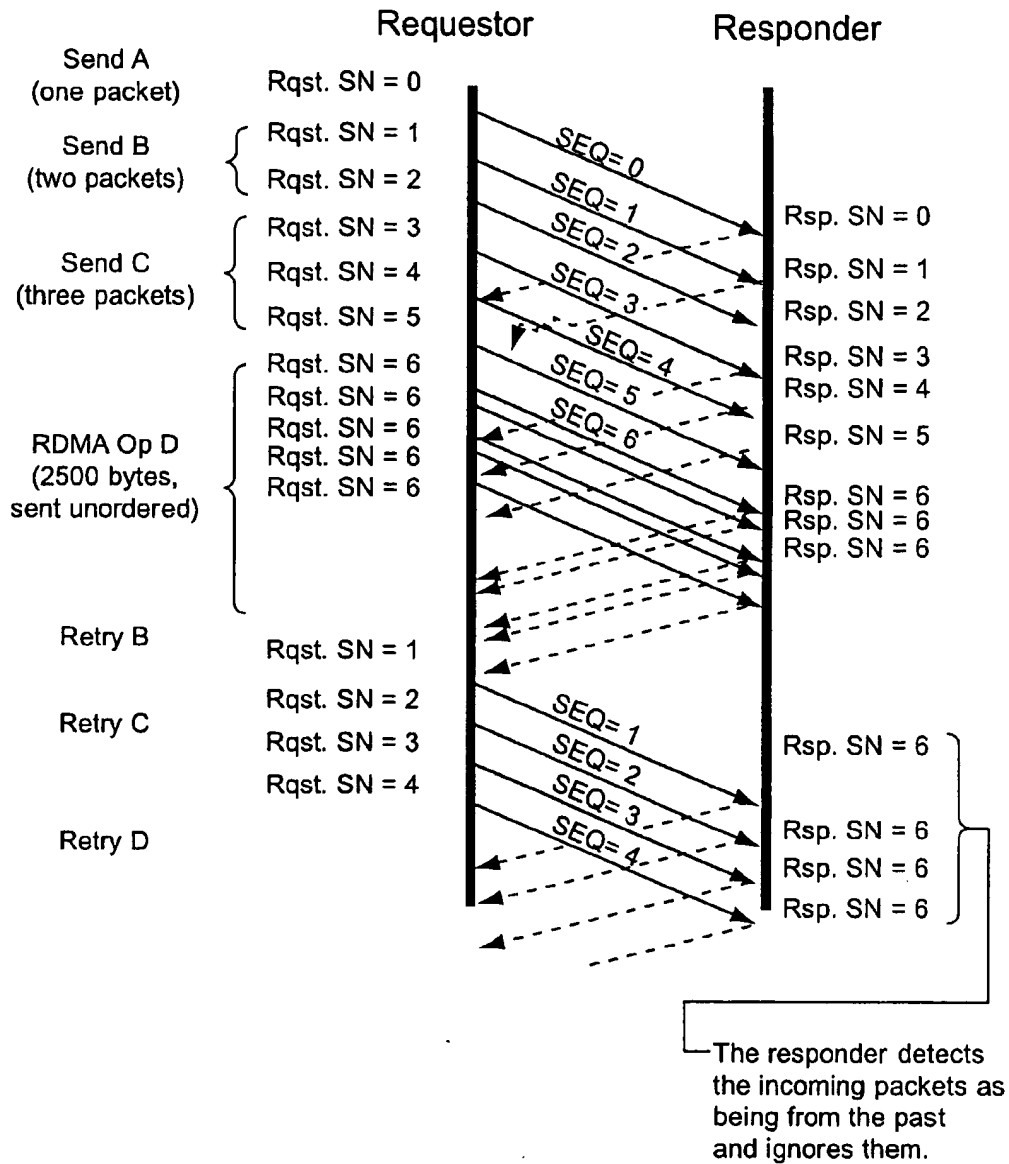 Requestor
Responder
Send A
(one packet)
Rqst. SN = 0
Send B
(two packets)
Rqst. SN = 1
Rqst. SN = 2
Send C
(three packets)
Rqst. SN = 3
Rqst. SN = 4
Rqst. SN = 5
RDMA Op D
(2500 bytes,
sent unordered)
Rqst. SN = 6
Rqst. SN = 6
Rqst. SN = 6
Rqst. SN = 6
Rqst. SN = 6
Retry B
Rqst. SN = 1
Rqst. SN = 2
Retry C
Rqst. SN = 3
Rqst. SN = 4
Retry D
SEQ= 0
SEQ= 1
SEQ= 2
SEQ= 3
SEQ= 4
SEQ= 5
SEQ= 6
SEQ= 1
SEQ= 2
SEQ= 3
SEQ= 4
Rsp. SN = 0
Rsp. SN = 1
Rsp. SN = 2
Rsp. SN = 3
Rsp. SN = 4
Rsp. SN = 5
Rsp. SN = 6
Rsp. SN = 6
Rsp. SN = 6
Rsp. SN = 6
Rsp. SN = 6
Rsp. SN = 6
Rsp. SN = 6
The responder detects
the incoming packets as
being from the past
and ignores them.